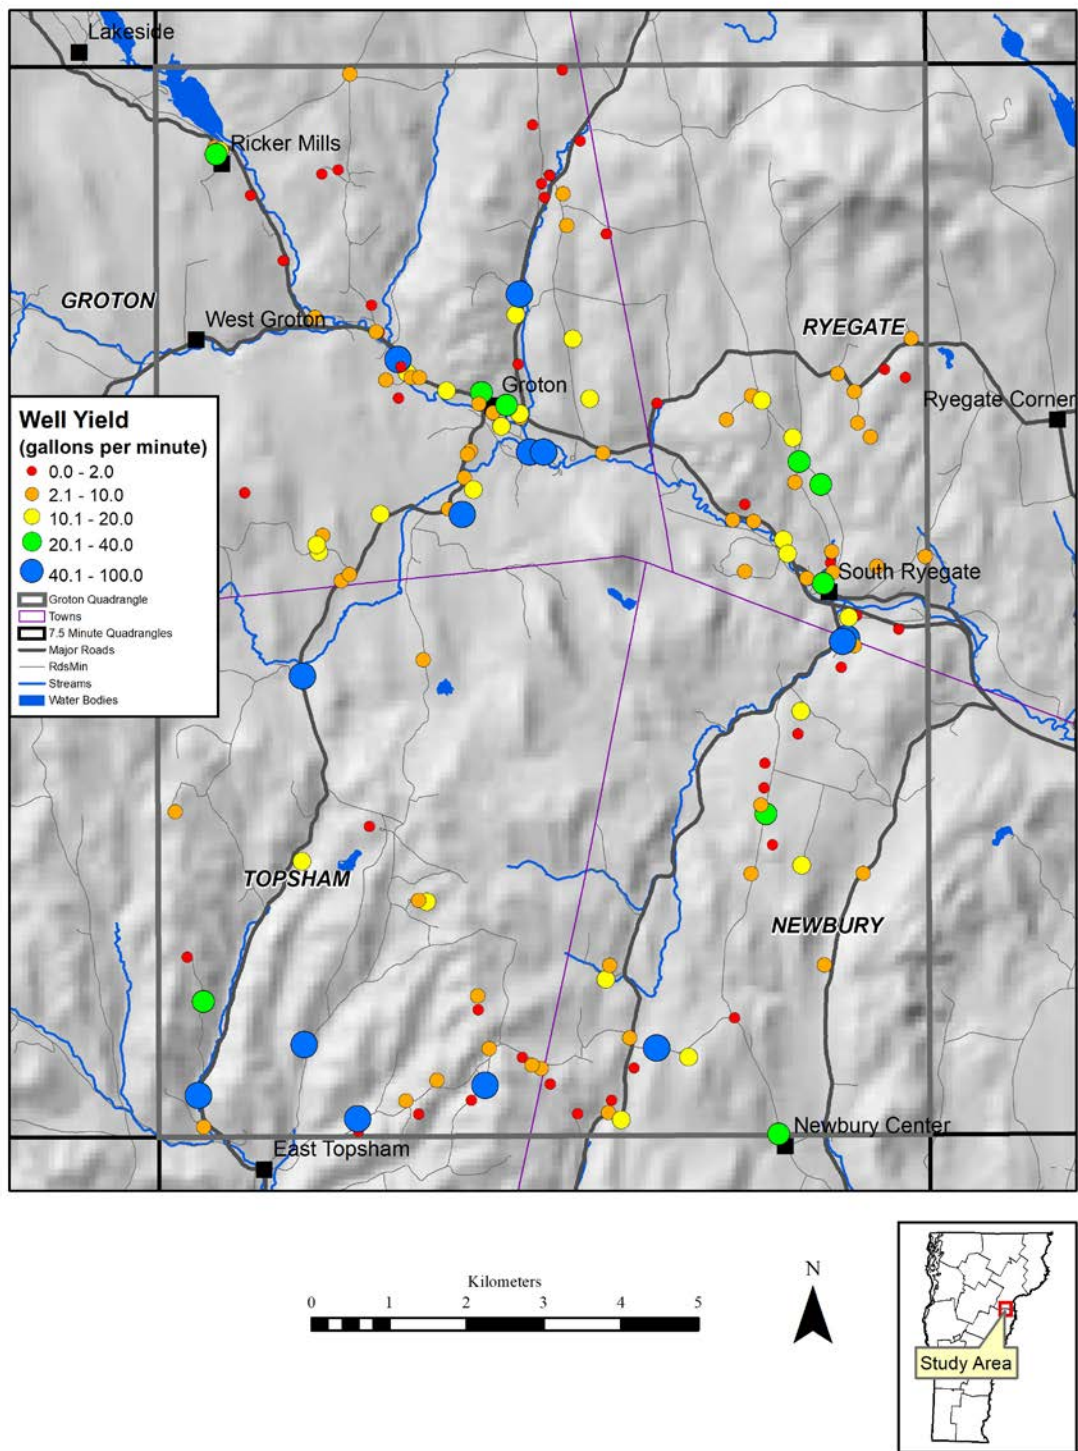 Lakeside
Ricker Mills
GROTON
West Groton
RYEGATE
Groton
Ryegate Corner
Well Yield
(gallons per minute)
0.0 - 2.0
2.1 - 10.0
10.1 - 20.0
20.1 - 40.0
40.1 - 100.0
Groton Quadrangle
Towns
7.5 Minute Quadrangles
Major Roads
RdsMin
Streams
Water Bodies
South Ryegate
TOPSHAM
NEWBURY
Newbury Center
East Topsham
Kilometers
0 1 2 3 4 5
N
Study Area